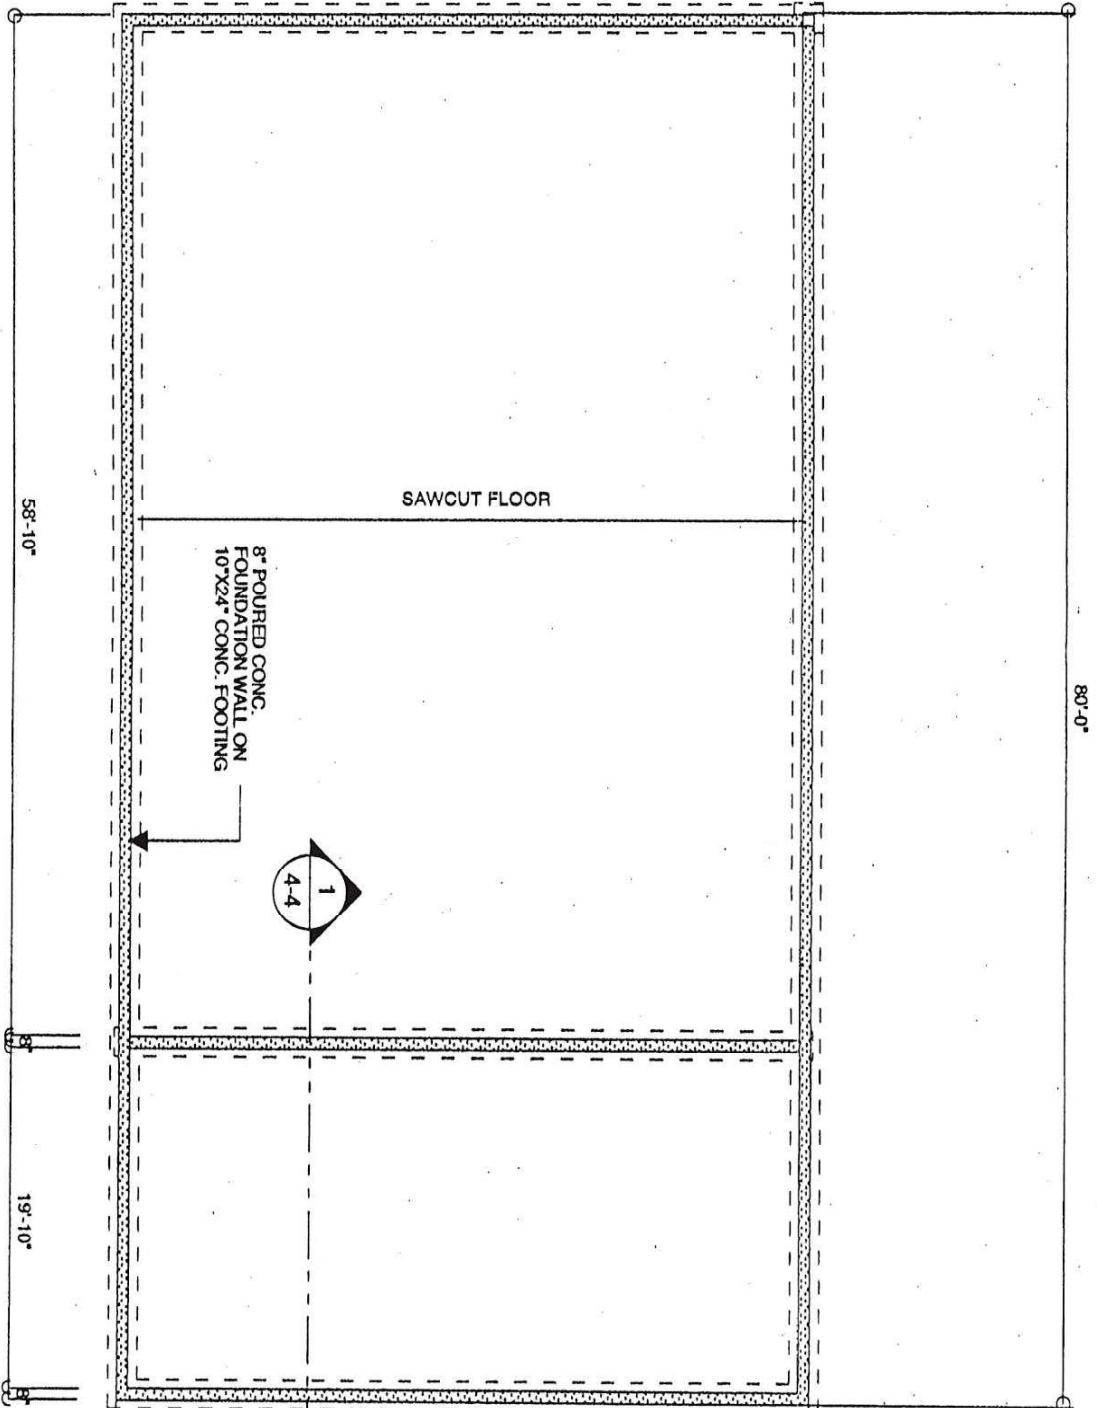 80'-0"
SAWCUT FLOOR
8" POURED CONC.
FOUNDATION WALL ON
10"X24" CONC. FOOTING
1
4-4
58'-10"
8"
19'-10"
8"